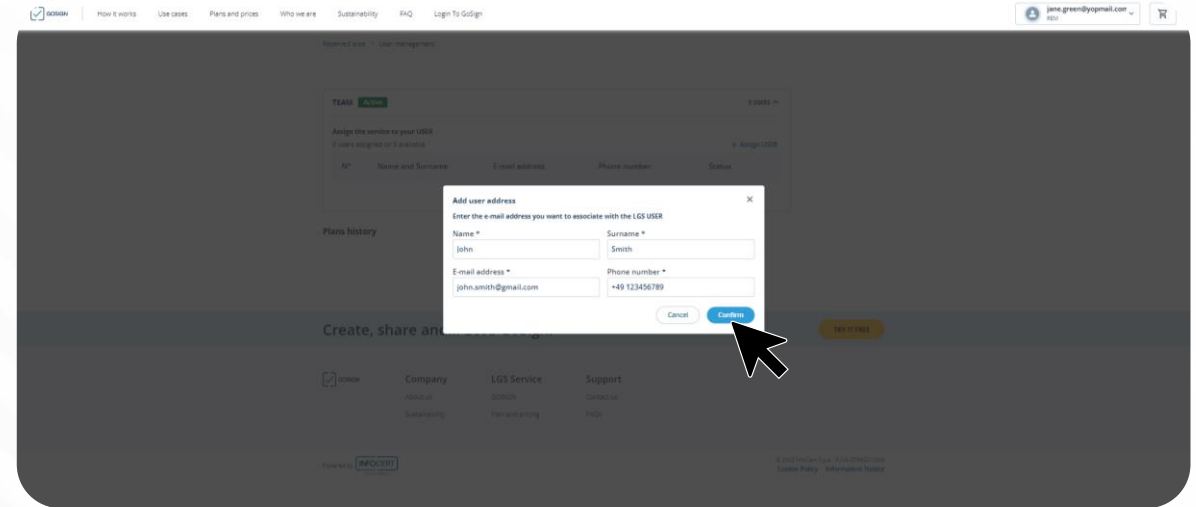 GOSIGN How it works Use cases Plans and prices Who we are Sustainability FAQ Login To GoSign
jane.green@yopmail.com
Reserved area > User management
TEAM Active
Assign the service to your USER
Assign USER
N° Name and Surname E-mail address Phone number Status
Add user address
Enter the e-mail address you want to associate with the LGS USER
Name * Surname *
John Smith
E-mail address * Phone number *
john.smith@gmail.com +49 123456789
Cancel Confirm
Plans history
Create, share and
TRY IT FREE
GOSIGN Company LGS Service Support
About us GOSIGN Contact us
Sustainability Plan and pricing FAQs
Powered by INFOCERT
Cookie Policy Information Notice